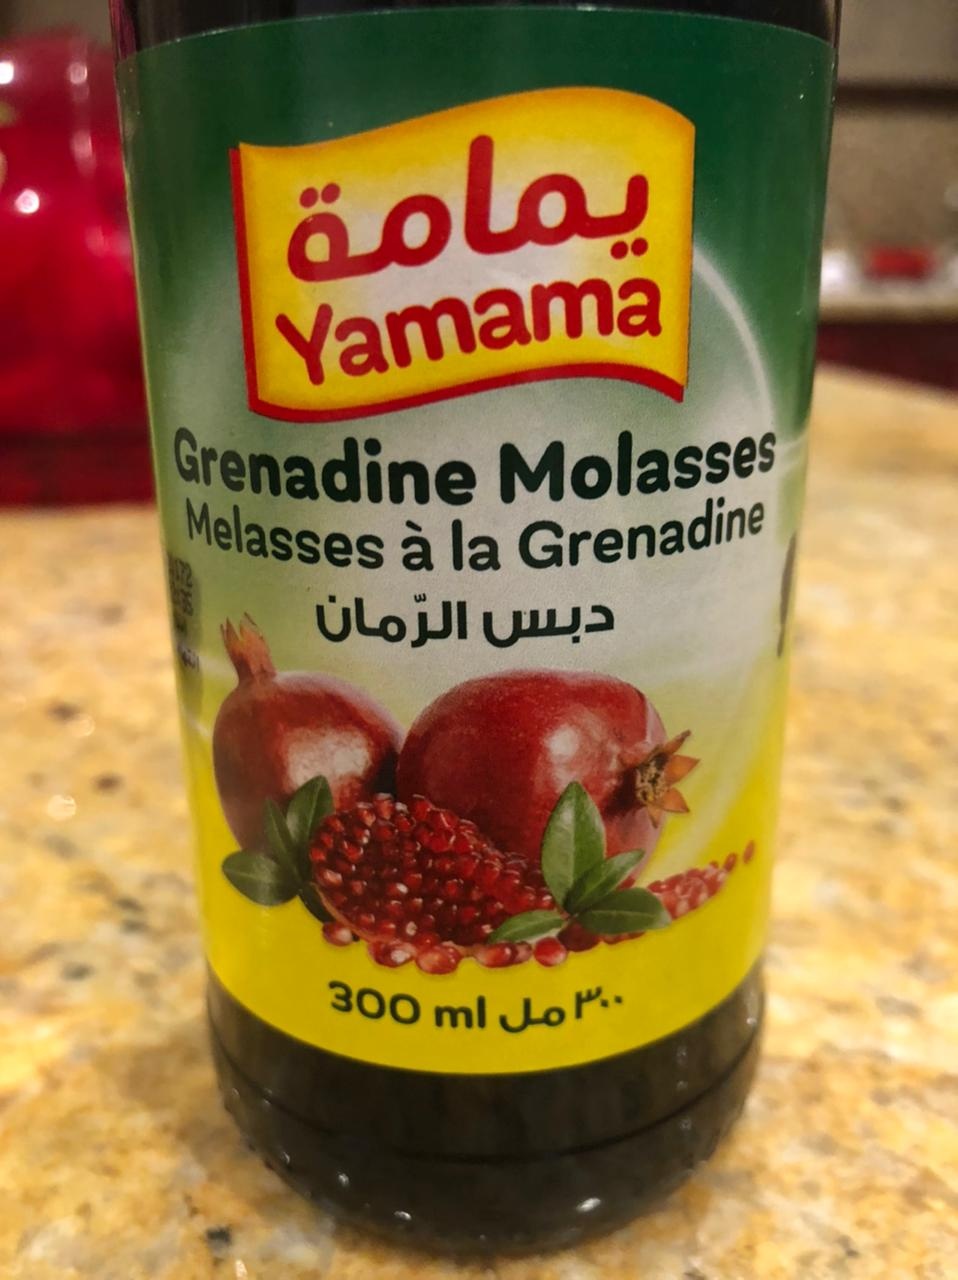 يمامة
Yamama
Grenadine Molasses
Melasses à la Grenadine
دبس الرّمان
300 ml ٣٠٠ مل